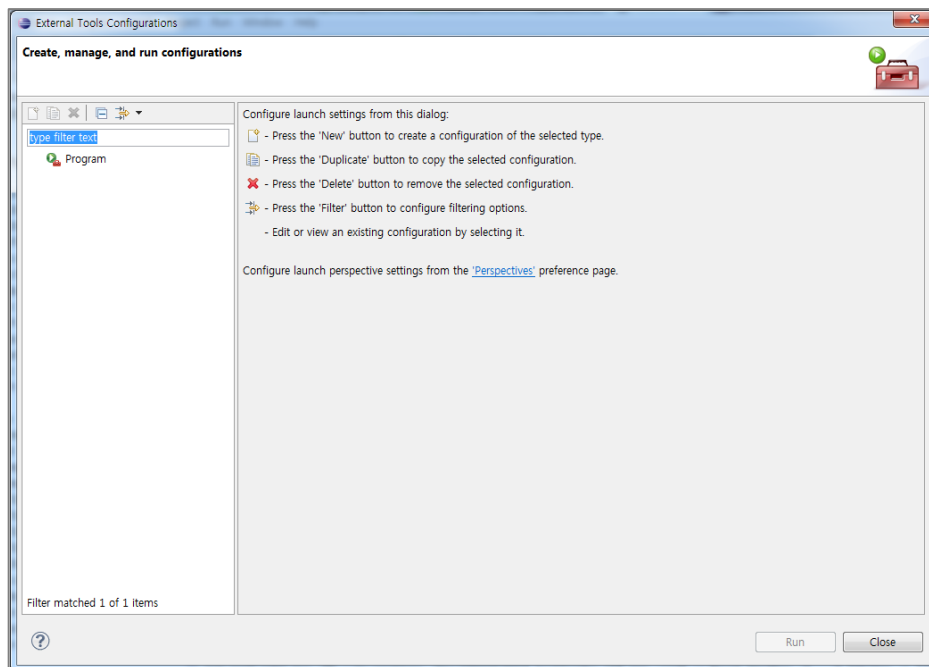 External Tools Configurations
Create, manage, and run configurations
type filter text
Program
Filter matched 1 of 1 items
Configure launch settings from this dialog:
- Press the 'New' button to create a configuration of the selected type.
- Press the 'Duplicate' button to copy the selected configuration.
- Press the 'Delete' button to remove the selected configuration.
- Press the 'Filter' button to configure filtering options.
- Edit or view an existing configuration by selecting it.
Configure launch perspective settings from the 'Perspectives' preference page.
Run
Close